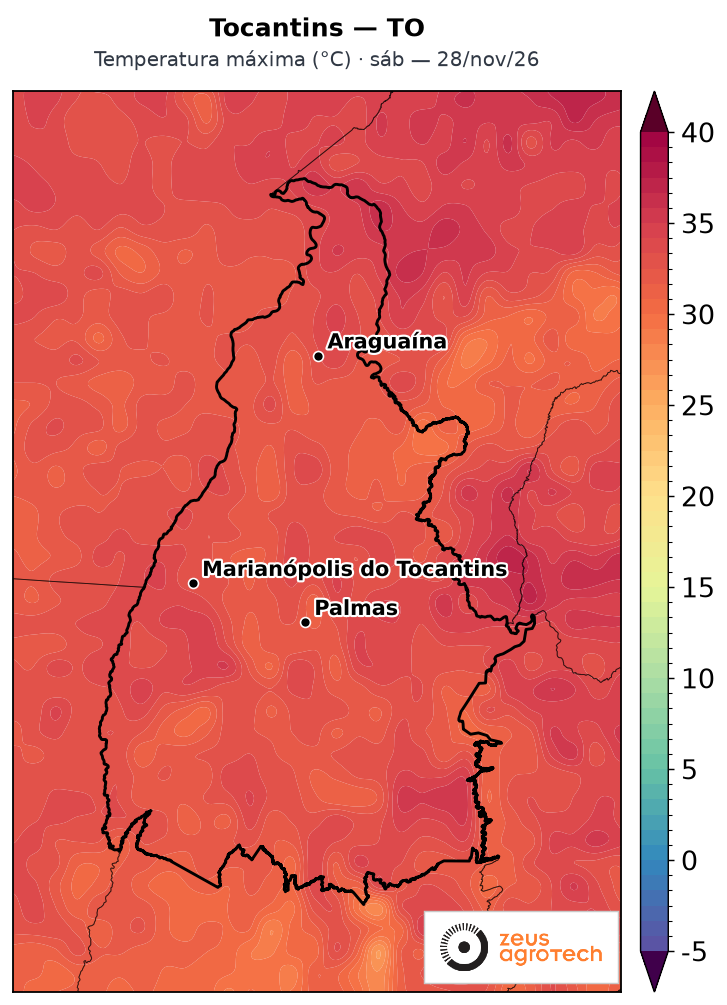 Tocantins — TO
Temperatura máxima (°C) · sáb — 28/nov/26
Araguaína
Marianópolis do Tocantins
Palmas
40
35
30
25
20
15
10
5
0
-5
zeus
agrotech